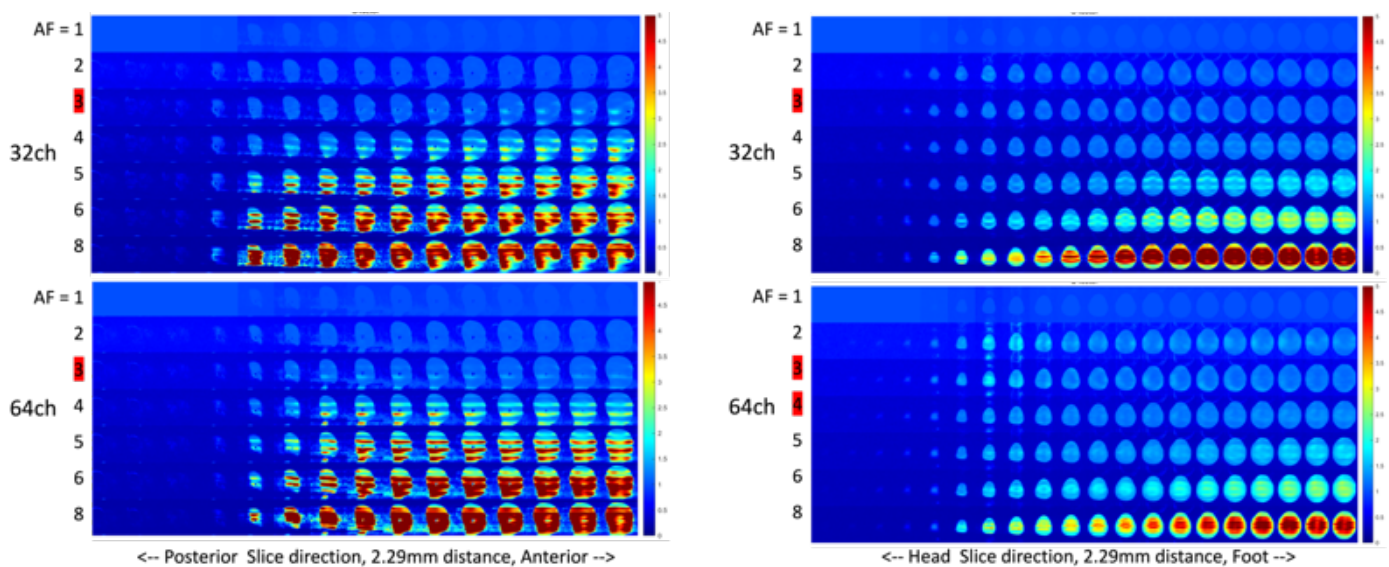 AF = 1
2
3
4
32ch
5
6
8
AF = 1
2
3
4
64ch
5
6
8
<-- Posterior Slice direction, 2.29mm distance, Anterior -->
AF = 1
2
3
4
32ch
5
6
8
AF = 1
2
3
4
64ch
5
6
8
<-- Head Slice direction, 2.29mm distance, Foot -->